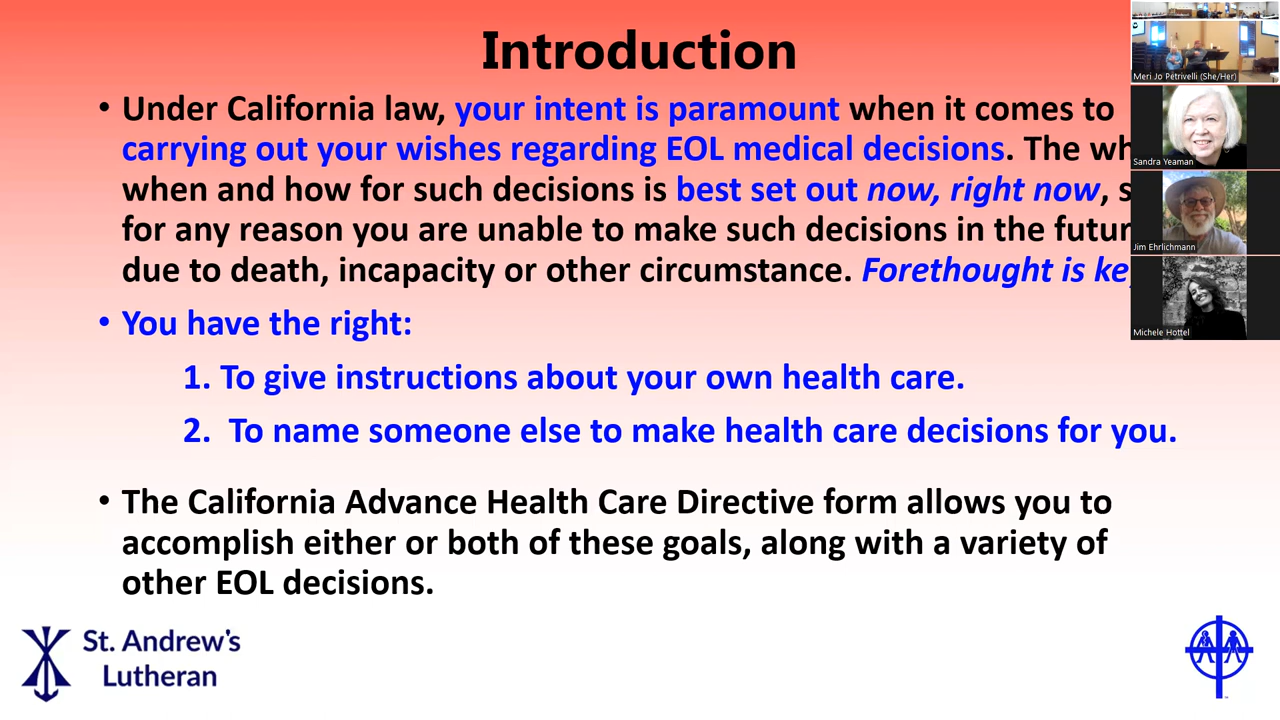 Introduction
• Under California law, your intent is paramount when it comes to
carrying out your wishes regarding EOL medical decisions. The
when and how for such decisions is best set out now, right now,
for any reason you are unable to make such decisions in the
due to death, incapacity or other circumstance. Forethought is
• You have the right:
1. To give instructions about your own health care.
2. To name someone else to make health care decisions for you.
• The California Advance Health Care Directive form allows you to
accomplish either or both of these goals, along with a variety of
other EOL decisions.
St. Andrew's
Lutheran
Meri Jo Petrivelli (She/Her)
Sandra Yeaman
Jim Ehrlichmann
Michele Hottel